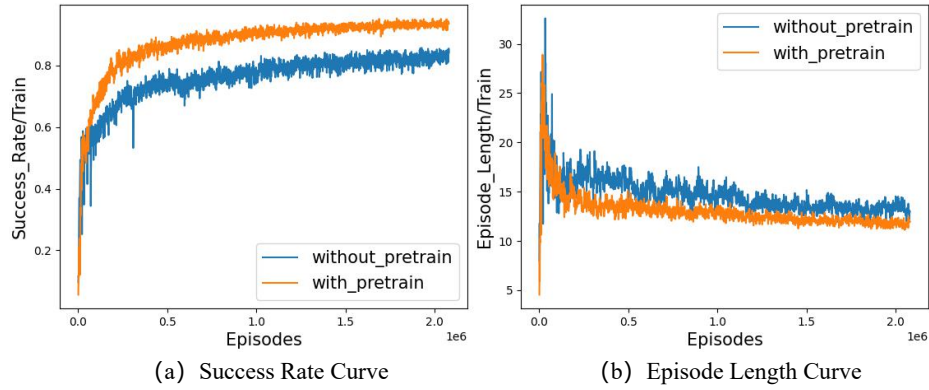 Success_Rate/Train
0.8
0.6
0.4
0.2
without_pretrain
with_pretrain
0.0 0.5 1.0 1.5 2.0
1e6
Episodes
(a) Success Rate Curve
Episode_Length/Train
30
25
20
15
10
5
without_pretrain
with_pretrain
0.0 0.5 1.0 1.5 2.0
1e6
Episodes
(b) Episode Length Curve